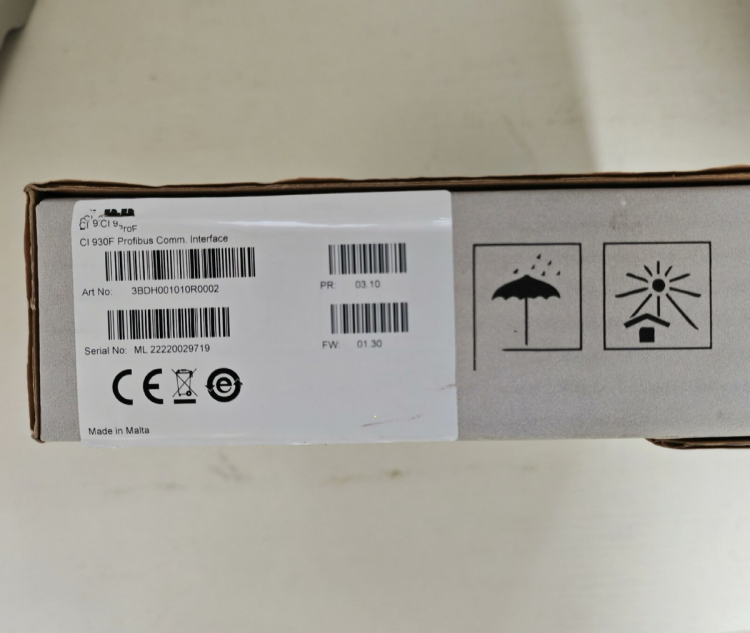 CI 930F Profibus Comm. Interface
Art No: 3BDH001010R0002
PR: 03.10
Serial No: ML 22220029719
FW: 01.30
CE
Made in Malta